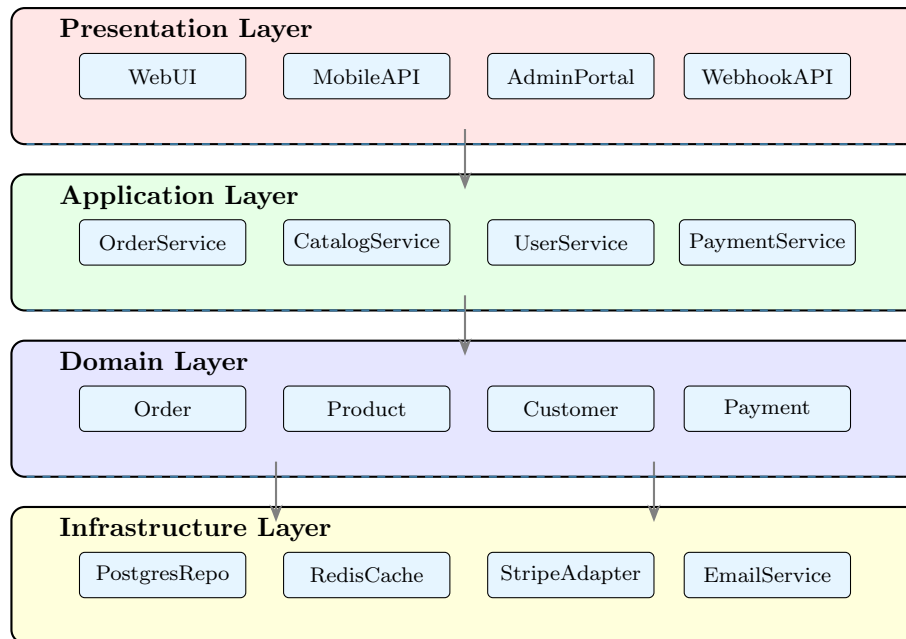 Presentation Layer
WebUI MobileAPI AdminPortal WebhookAPI
Application Layer
OrderService CatalogService UserService PaymentService
Domain Layer
Order Product Customer Payment
Infrastructure Layer
PostgresRepo RedisCache StripeAdapter EmailService